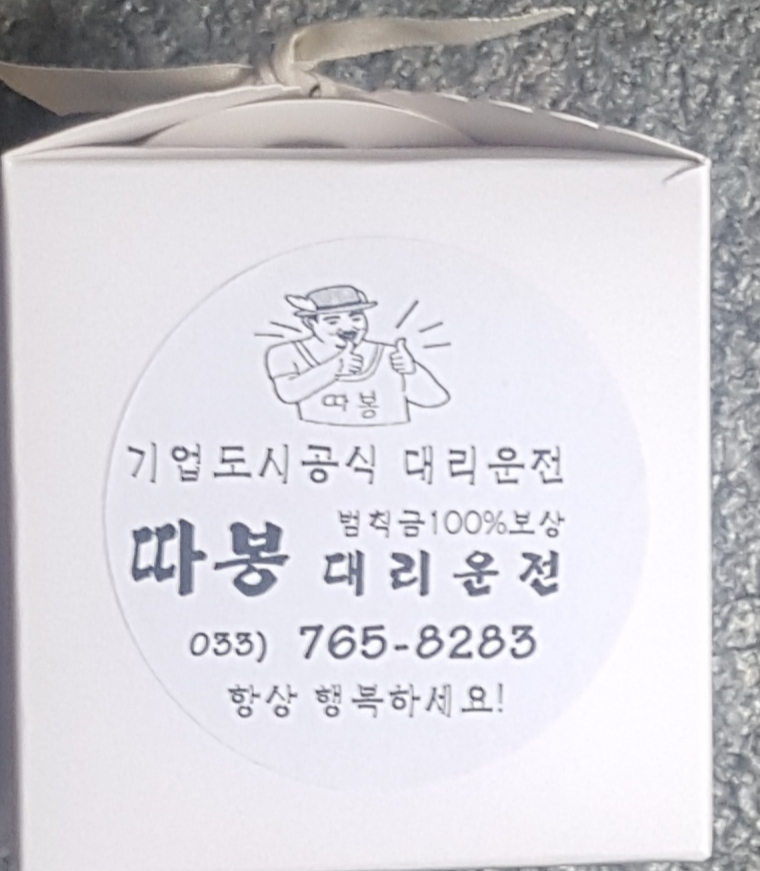 따봉
기업도시공식 대리운전
범칙금100%보상
따봉 대리운전
033) 765-8283
항상 행복하세요!